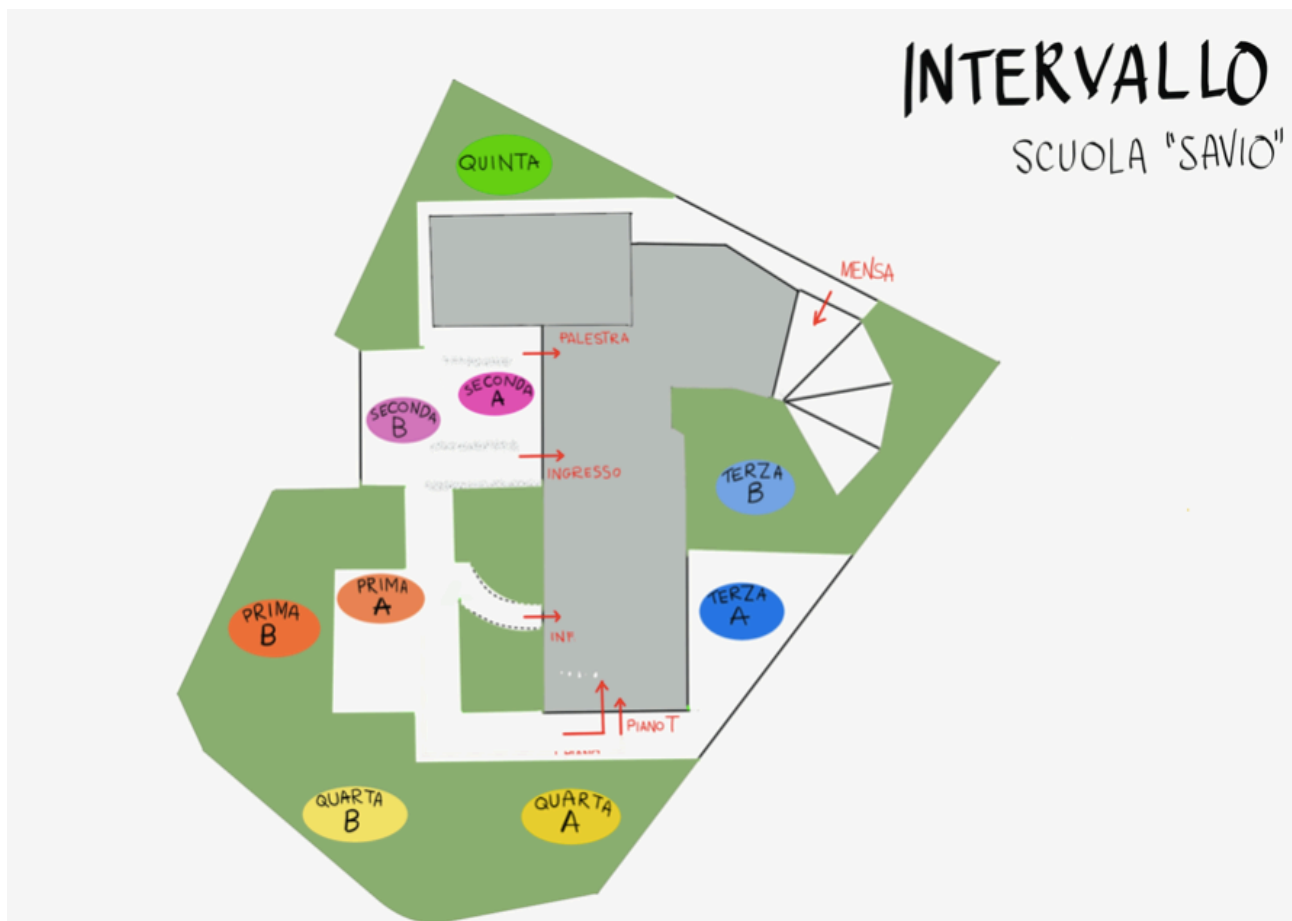 INTERVALLO
SCUOLA "SAVIO"
QUINTA
MENSA
PALESTRA
SECONDA
A
SECONDA
B
INGRESSO
TERZA
B
PRIMA
A
TERZA
A
PRIMA
B
INF.
PIANO T
QUARTA
B
QUARTA
A